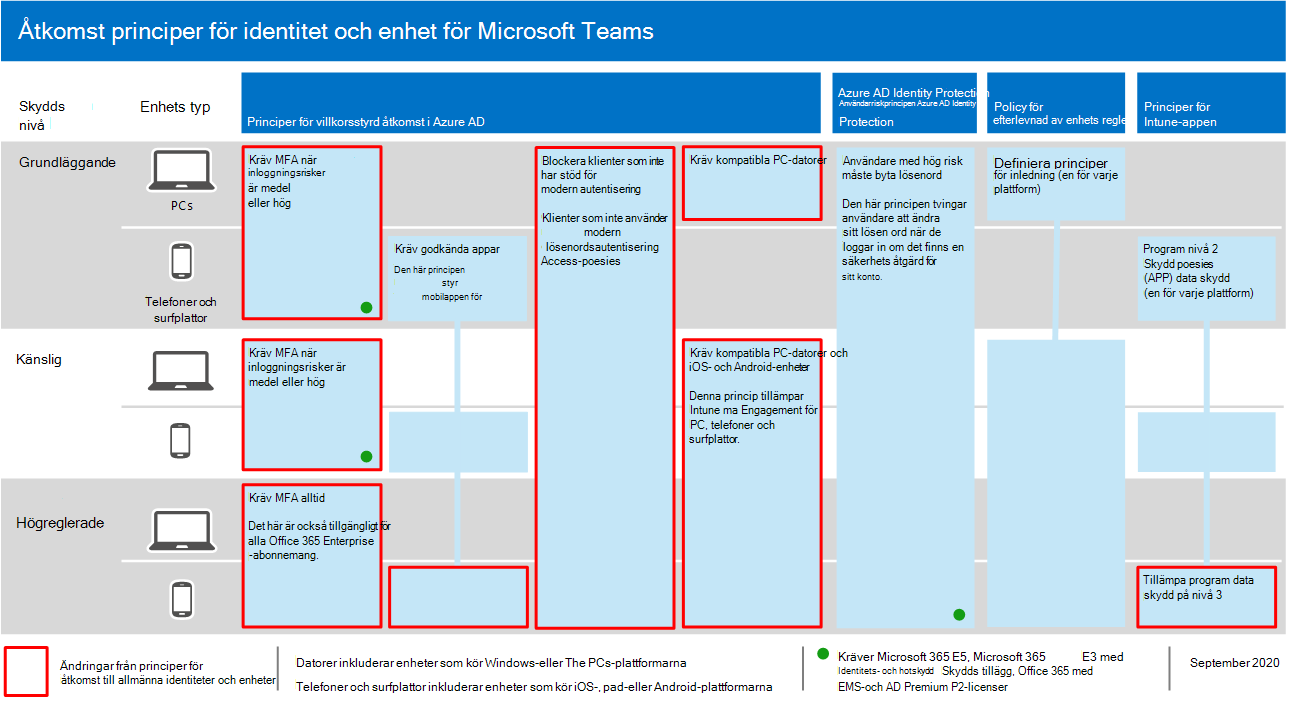 Åtkomst principer för identitet och enhet för Microsoft Teams
Skydds
nivå
Enhets typ
Principer för villkorsstyrd åtkomst i Azure AD
Azure AD Identity Protection
Användarriskprincipen Azure AD Identity
Protection
Policy för
efterlevnad av enhets regle
Principer för
Intune-appen
Grundläggande
PCs
Telefoner och
surfplattor
Kräv MFA när
inloggningsrisker
är medel
eller hög
Kräv godkända appar
Den här principen
styr
mobilappen för
Blockera klienter som inte
har stöd för
modern autentisering
Klienter som inte använder
modern
lösenordsautentisering
Access-poesies
Kräv kompatibla PC-datorer
Användare med hög risk
måste byta lösenord
Den här principen tvingar
användare att ändra
sitt lösen ord när de
loggar in om det finns en
säkerhets åtgärd för
sitt konto.
Definiera principer
för inledning (en för varje
plattform)
Program nivå 2
Skydd poesies
(APP) data skydd
(en för varje plattform)
Känslig
Kräv MFA när
inloggningsrisker är
medel eller hög
Kräv kompatibla PC-datorer och
iOS- och Android-enheter
Denna princip tillämpar
Intune ma Engagement för
PC, telefoner och
surfplattor.
Högreglerade
Kräv MFA alltid
Det här är också tillgängligt för
alla Office 365 Enterprise
-abonnemang.
Tillämpa program data
skydd på nivå 3
Ändringar från principer för
åtkomst till allmänna identiteter och enheter
Datorer inkluderar enheter som kör Windows-eller The PCs-plattformarna
Telefoner och surfplattor inkluderar enheter som kör iOS-, pad-eller Android-plattformarna
Kräver Microsoft 365 E5, Microsoft 365 E3 med
Identitets- och hotskydd Skydds tillägg, Office 365 med
EMS-och AD Premium P2-licenser
September 2020